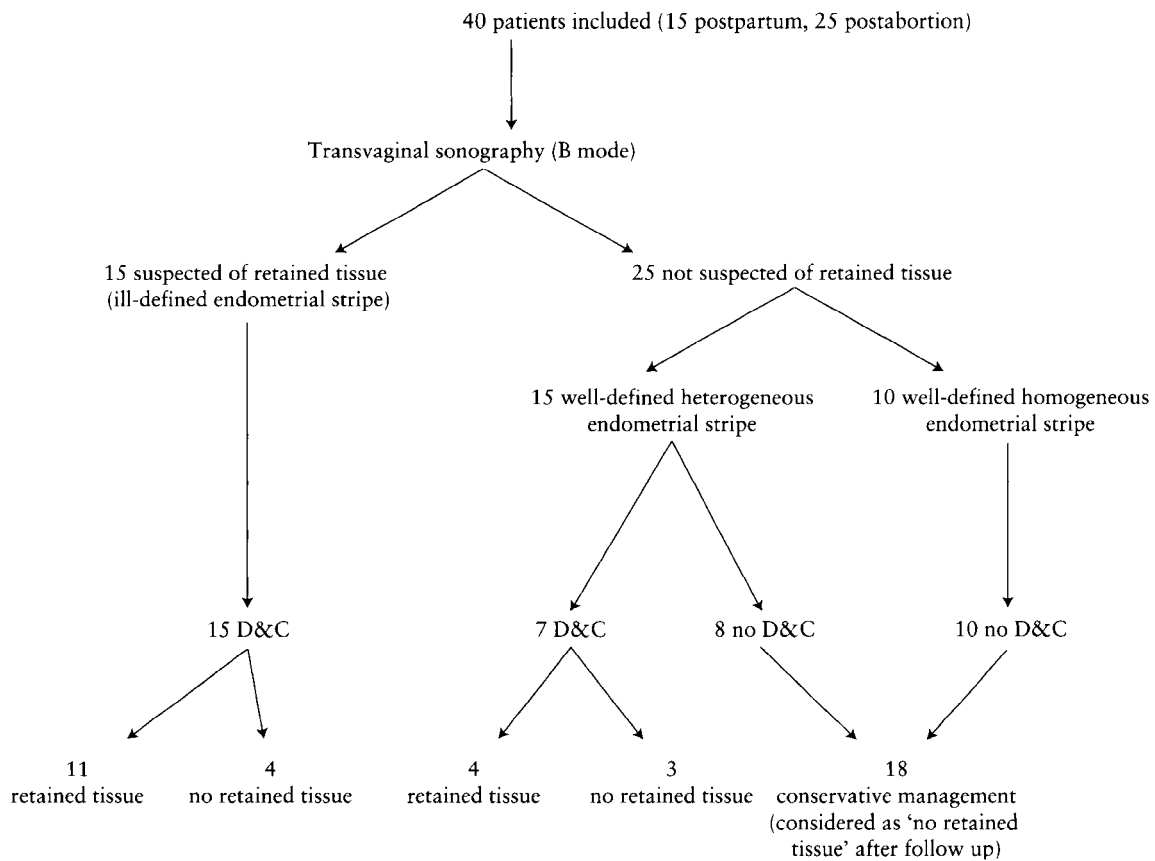 40 patients included (15 postpartum, 25 postabortion)
Transvaginal sonography (B mode)
15 suspected of retained tissue
(ill-defined endometrial stripe)
25 not suspected of retained tissue
15 well-defined heterogeneous
endometrial stripe
10 well-defined homogeneous
endometrial stripe
15 D&C
7 D&C
8 no D&C
10 no D&C
11
retained tissue
4
no retained tissue
4
retained tissue
3
no retained tissue
18
conservative management
(considered as ‘no retained
tissue’ after follow up)